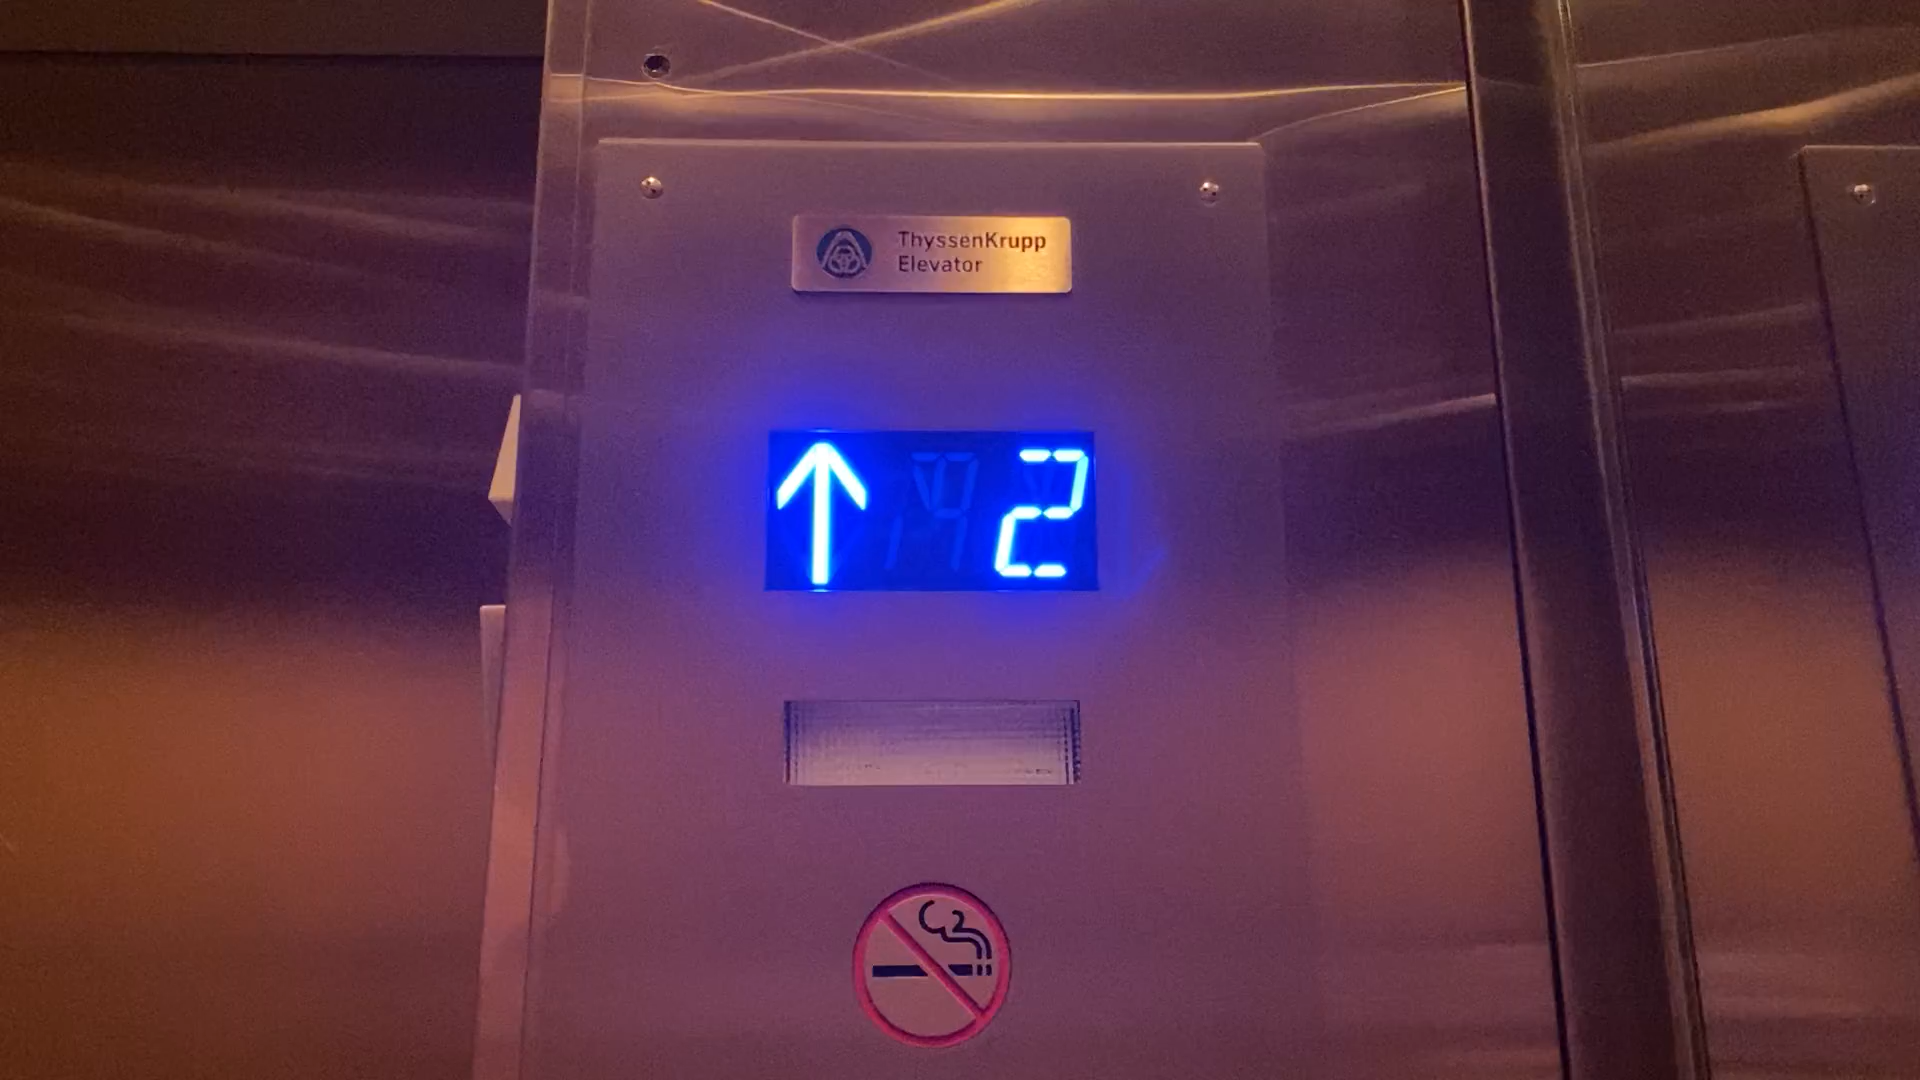 ThyssenKrupp
Elevator
↑ 2